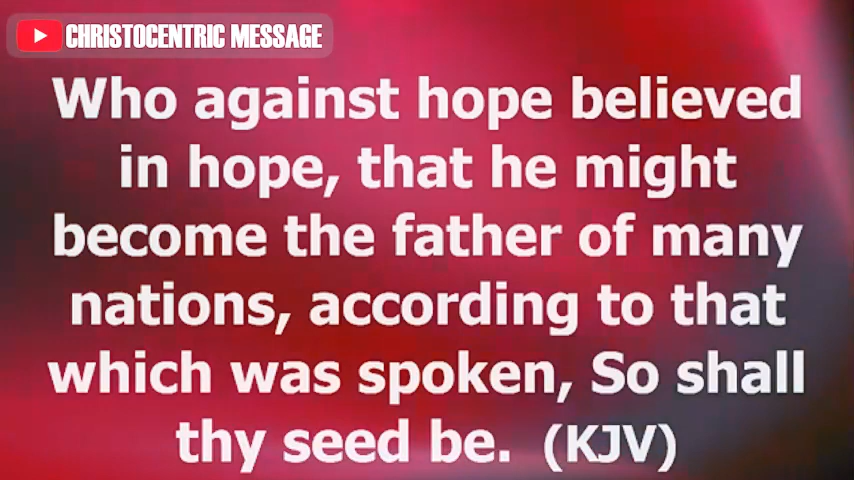 CHRISTOCENTRIC MESSAGE
Who against hope believed
in hope, that he might
become the father of many
nations, according to that
which was spoken, So shall
thy seed be. (KJV)